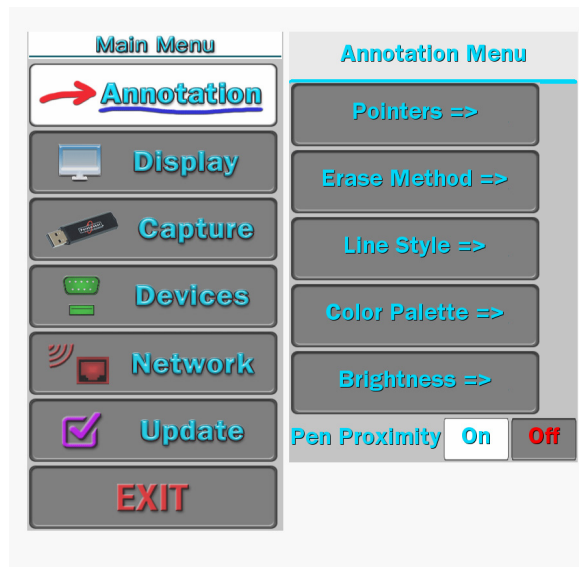 Main Menu
Annotation
Display
Capture
Devices
Network
Update
EXIT
Annotation Menu
Pointers =>
Erase Method =>
Line Style =>
Color Palette =>
Brightness =>
Pen Proximity On Off